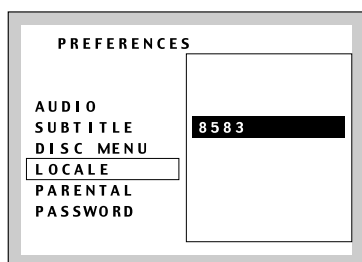 PREFERENCES
AUDIO
SUBTITLE
8583
DISC MENU
LOCALE
PARENTAL
PASSWORD